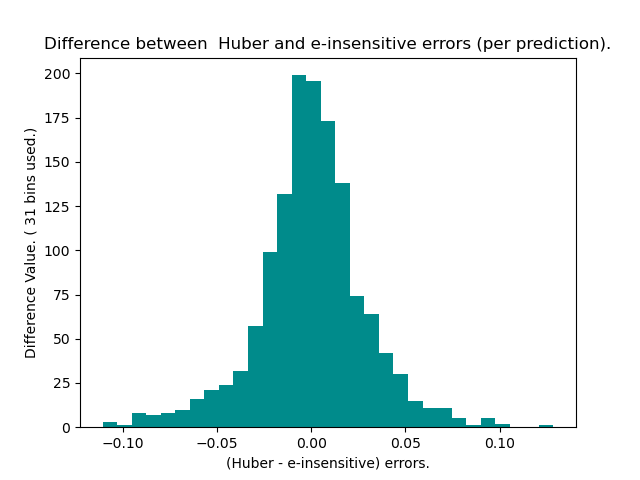 Difference between  Huber and e-insensitive errors (per prediction).
200
175
150
125
100
75
50
25
0
Difference Value. ( 31 bins used.)
−0.10 −0.05 0.00 0.05 0.10
(Huber - e-insensitive) errors.